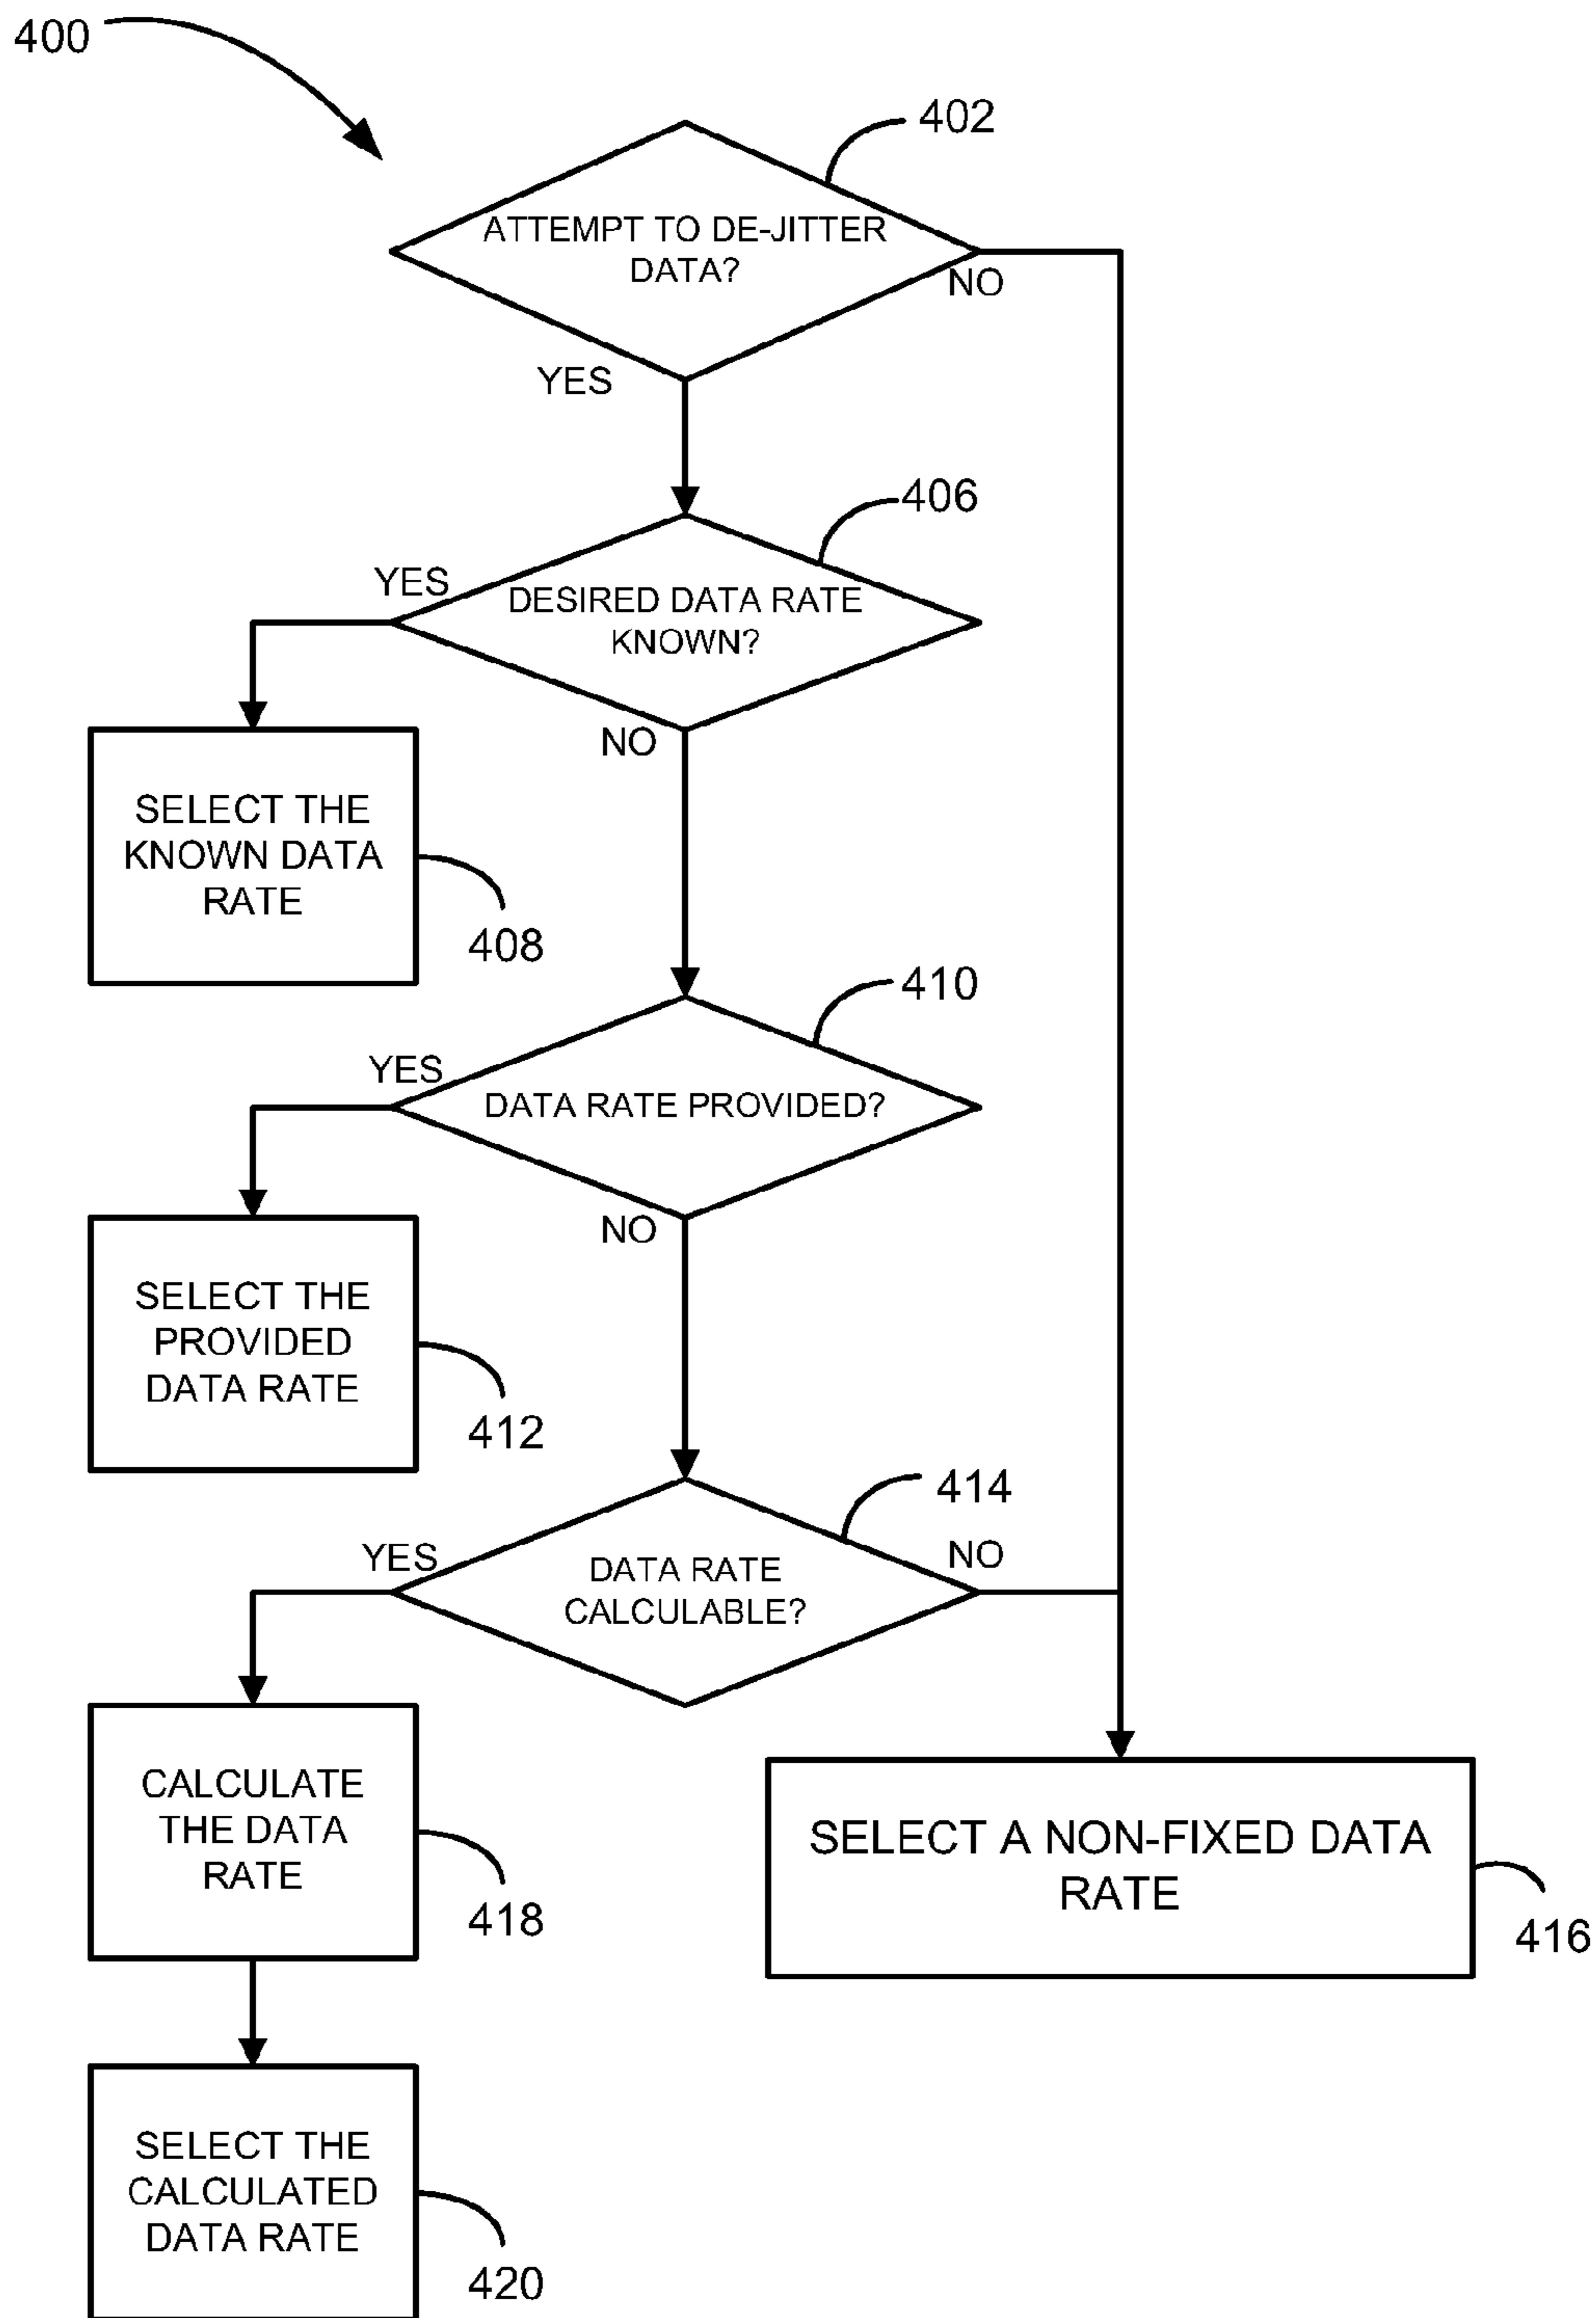 400
402
ATTEMPT TO DE-JITTER
DATA?
NO
YES
406
YES
DESIRED DATA RATE
KNOWN?
NO
SELECT THE
KNOWN DATA
RATE
408
410
YES
DATA RATE PROVIDED?
NO
SELECT THE
PROVIDED
DATA RATE
412
414
YES
NO
DATA RATE
CALCULABLE?
CALCULATE
THE DATA
RATE
418
SELECT A NON-FIXED DATA
RATE
416
SELECT THE
CALCULATED
DATA RATE
420